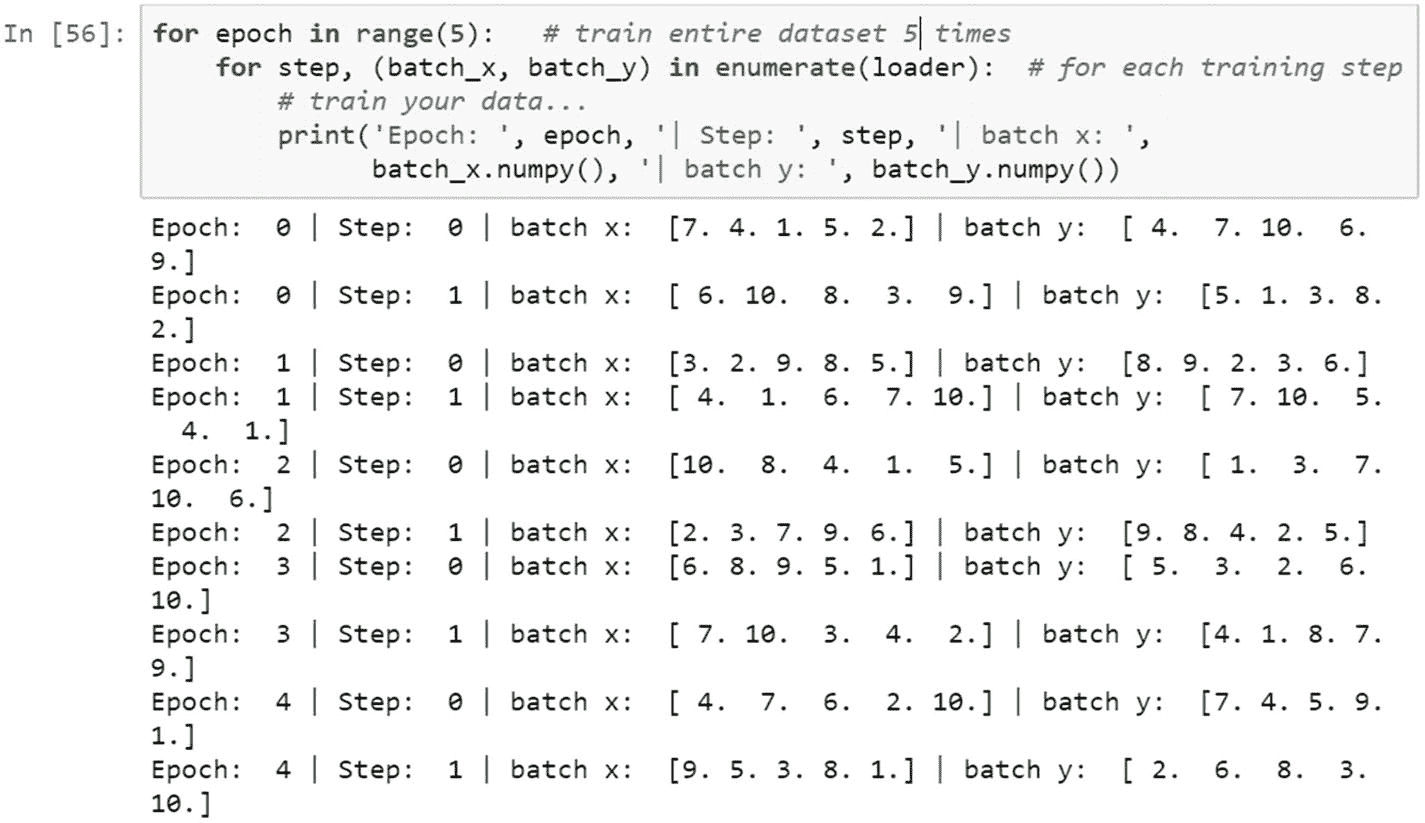 In [56]: for epoch in range(5):   # train entire dataset 5 times
    for step, (batch_x, batch_y) in enumerate(loader):  # for each training step
        # train your data...
        print('Epoch: ', epoch, '| Step: ', step, '| batch x: ',
              batch_x.numpy(), '| batch y: ', batch_y.numpy())
Epoch:  0 | Step:  0 | batch x:  [7. 4. 1. 5. 2.] | batch y:  [ 4.  7. 10.  6.
9.]
Epoch:  0 | Step:  1 | batch x:  [ 6. 10.  8.  3.  9.] | batch y:  [5. 1. 3. 8.
2.]
Epoch:  1 | Step:  0 | batch x:  [3. 2. 9. 8. 5.] | batch y:  [8. 9. 2. 3. 6.]
Epoch:  1 | Step:  1 | batch x:  [ 4.  1.  6.  7. 10.] | batch y:  [ 7. 10.  5.
  4.  1.]
Epoch:  2 | Step:  0 | batch x:  [10.  8.  4.  1.  5.] | batch y:  [ 1.  3.  7.
10.  6.]
Epoch:  2 | Step:  1 | batch x:  [2. 3. 7. 9. 6.] | batch y:  [9. 8. 4. 2. 5.]
Epoch:  3 | Step:  0 | batch x:  [6. 8. 9. 5. 1.] | batch y:  [ 5.  3.  2.  6.
10.]
Epoch:  3 | Step:  1 | batch x:  [ 7. 10.  3.  4.  2.] | batch y:  [4. 1. 8. 7.
9.]
Epoch:  4 | Step:  0 | batch x:  [ 4.  7.  6.  2. 10.] | batch y:  [7. 4. 5. 9.
1.]
Epoch:  4 | Step:  1 | batch x:  [9. 5. 3. 8. 1.] | batch y:  [ 2.  6.  8.  3.
10.]